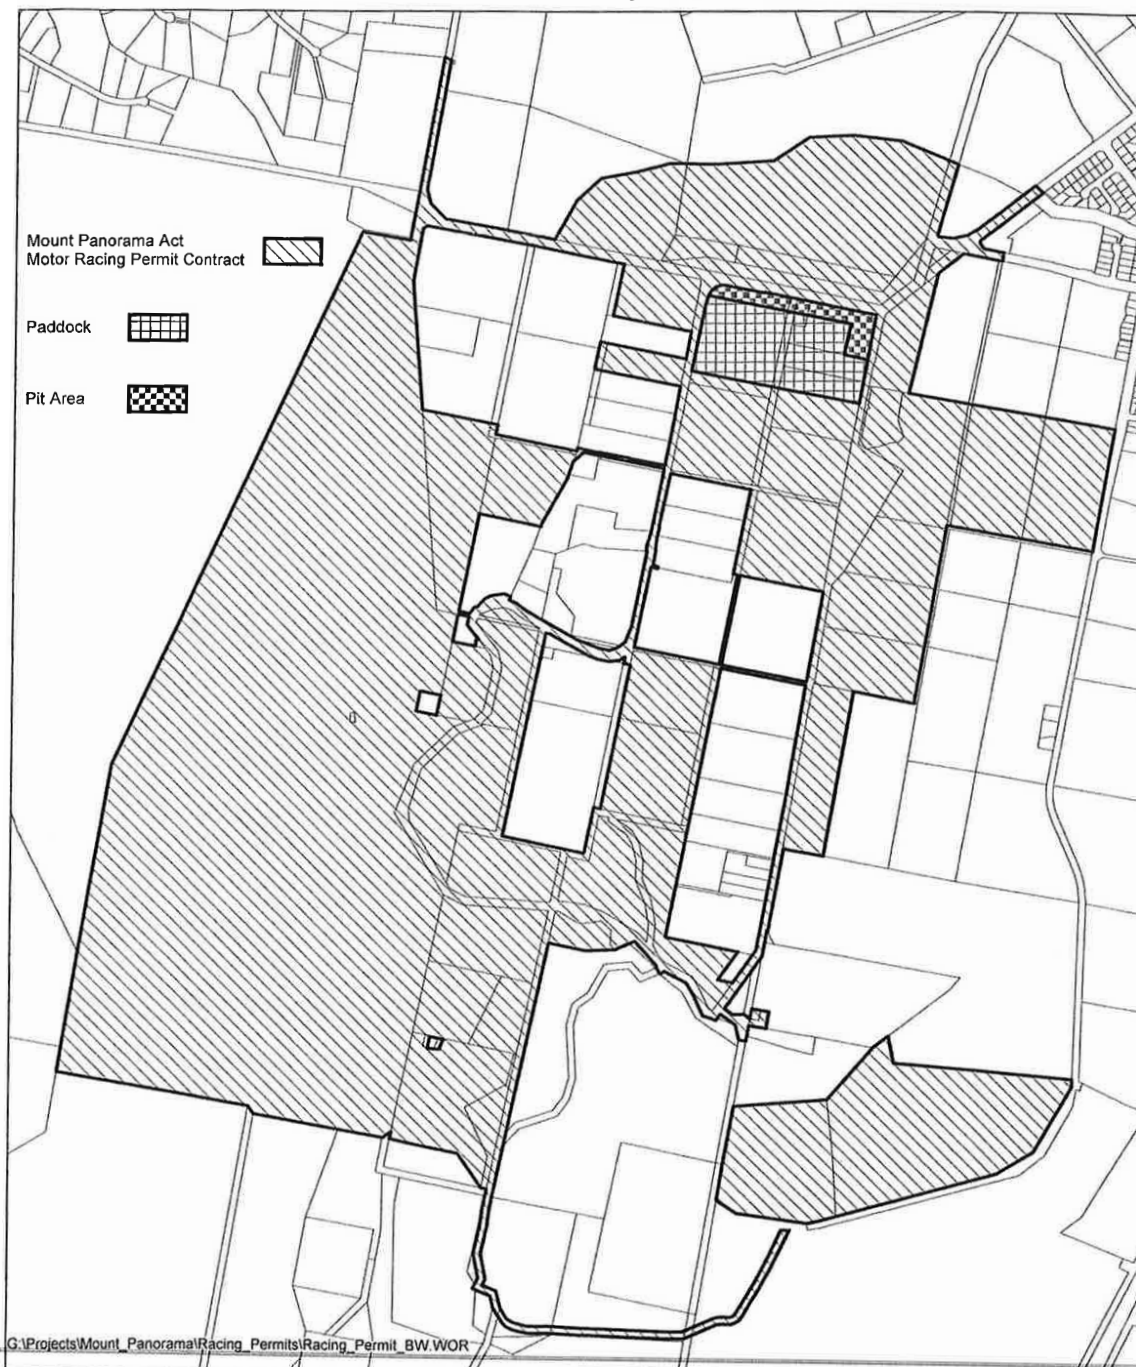 Mount Panorama Act
Motor Racing Permit Contract
Paddock
Pit Area
G:\Projects\Mount_Panorama\Racing_Permits\Racing_Permit_BW.WOR